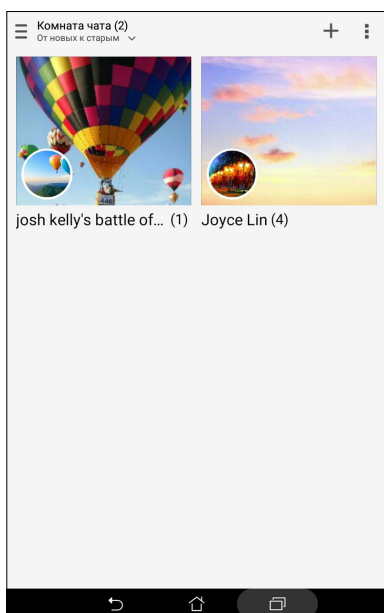 Комната чата (2)
От новых к старым
josh kelly's battle of... (1)
Joyce Lin (4)